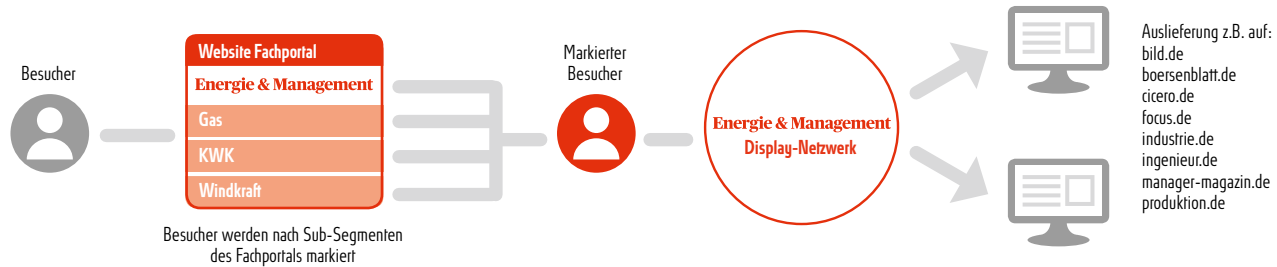 Besucher
Website Fachportal
Energie & Management
Gas
KWK
Windkraft
Besucher werden nach Sub-Segmenten
des Fachportals markiert
Markierter
Besucher
Energie & Management
Display-Netzwerk
Auslieferung z.B. auf:
bild.de
boersenblatt.de
cicero.de
focus.de
industrie.de
ingenieur.de
manager-magazin.de
produktion.de